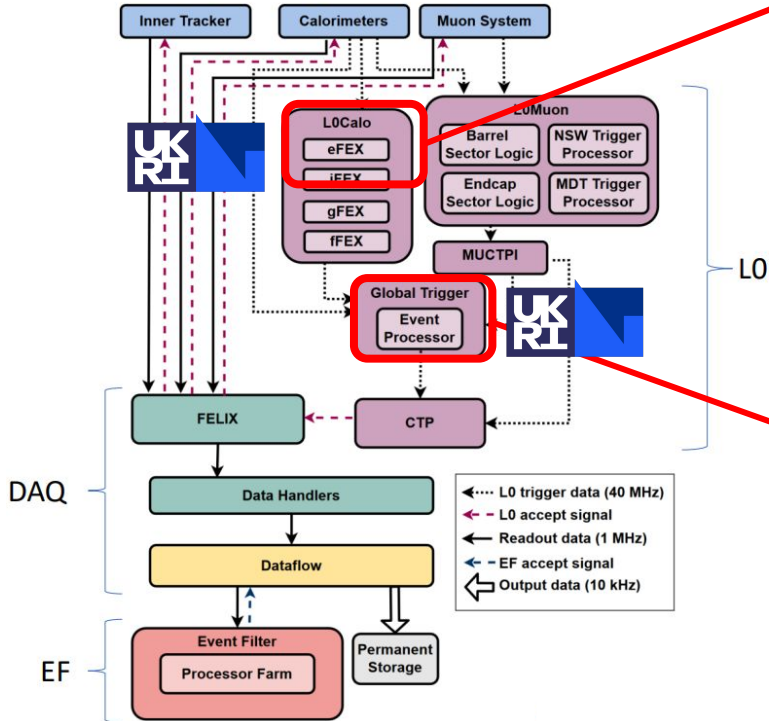 Inner Tracker
Calorimeters
Muon System
L0Calo
eFEX
jFEX
gFEX
fFEX
L0Muon
Barrel
Sector Logic
NSW Trigger
Processor
Endcap
Sector Logic
MDT Trigger
Processor
UK
RI
MUCTPI
L0
Global Trigger
Event
Processor
UK
RI
FELIX
CTP
DAQ
Data Handlers
Dataflow
L0 trigger data (40 MHz)
L0 accept signal
Readout data (1 MHz)
EF accept signal
Output data (10 kHz)
EF
Event Filter
Processor Farm
Permanent
Storage